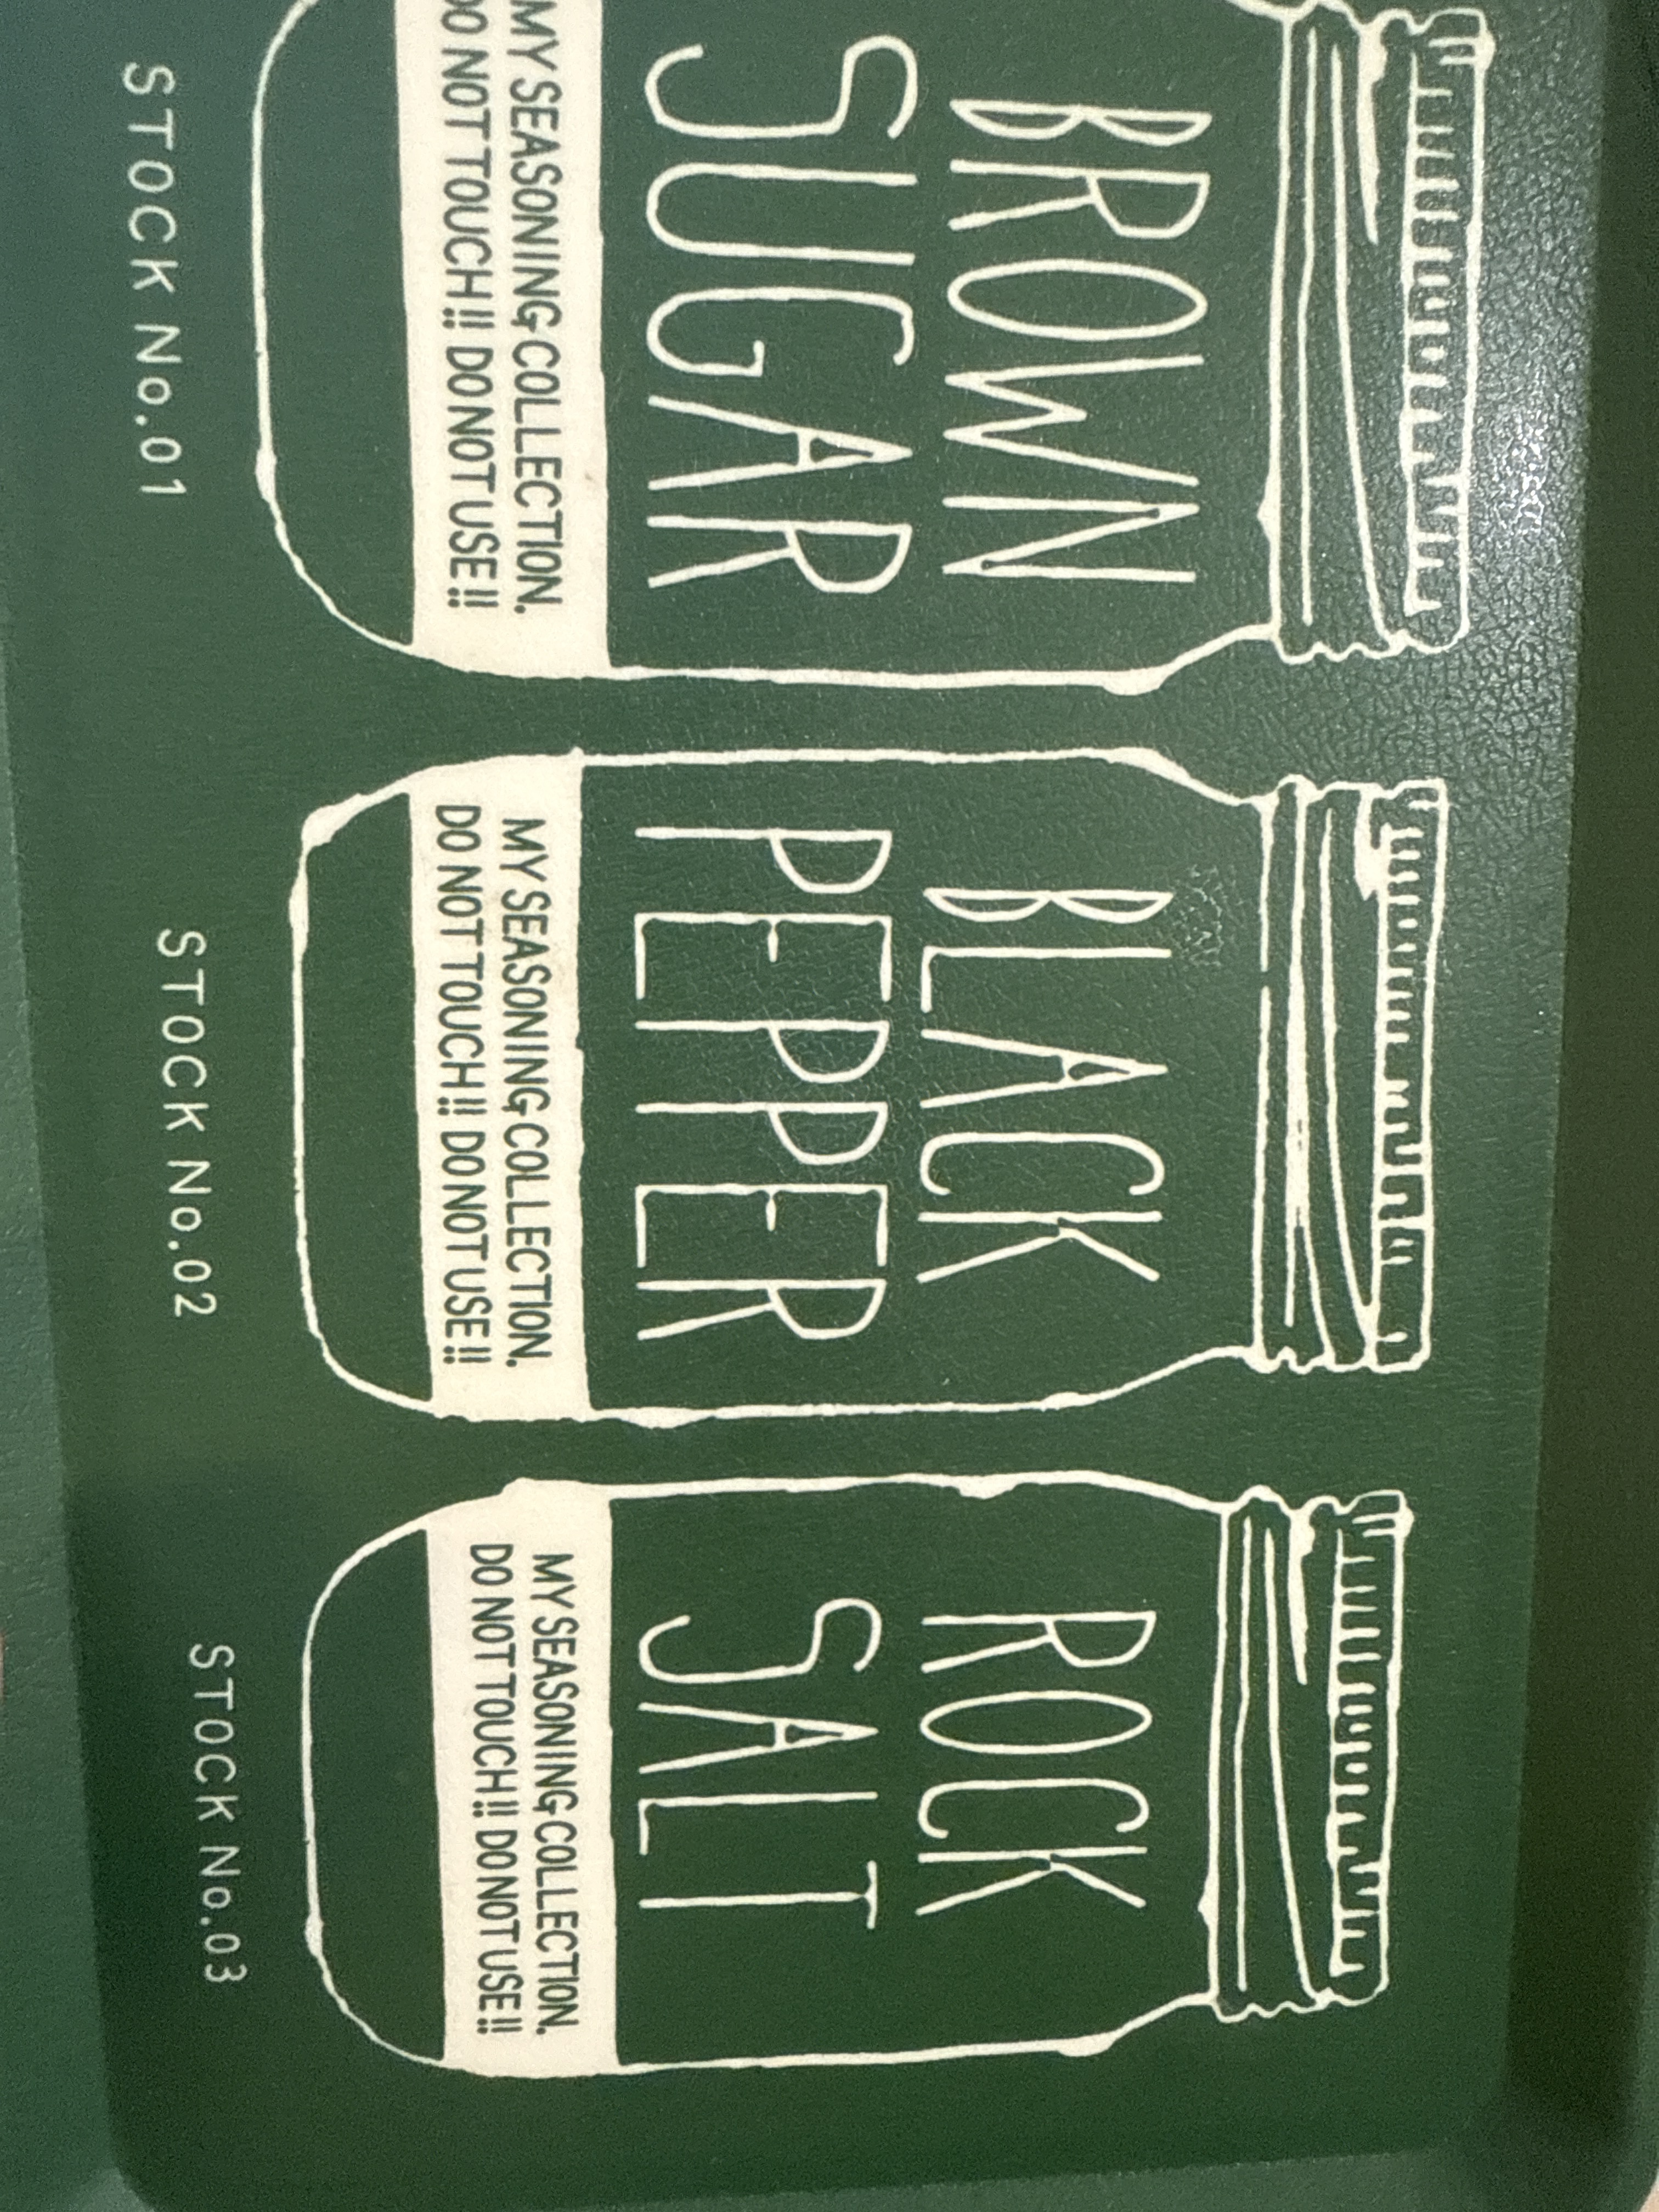 BROWN
SUGAR
MY SEASONING COLLECTION.
DO NOT TOUCH!! DO NOT USE!!
STOCK No.01
BLACK
PEPPER
MY SEASONING COLLECTION.
DO NOT TOUCH!! DO NOT USE!!
STOCK No.02
ROCK
SALT
MY SEASONING COLLECTION.
DO NOT TOUCH!! DO NOT USE!!
STOCK No.03